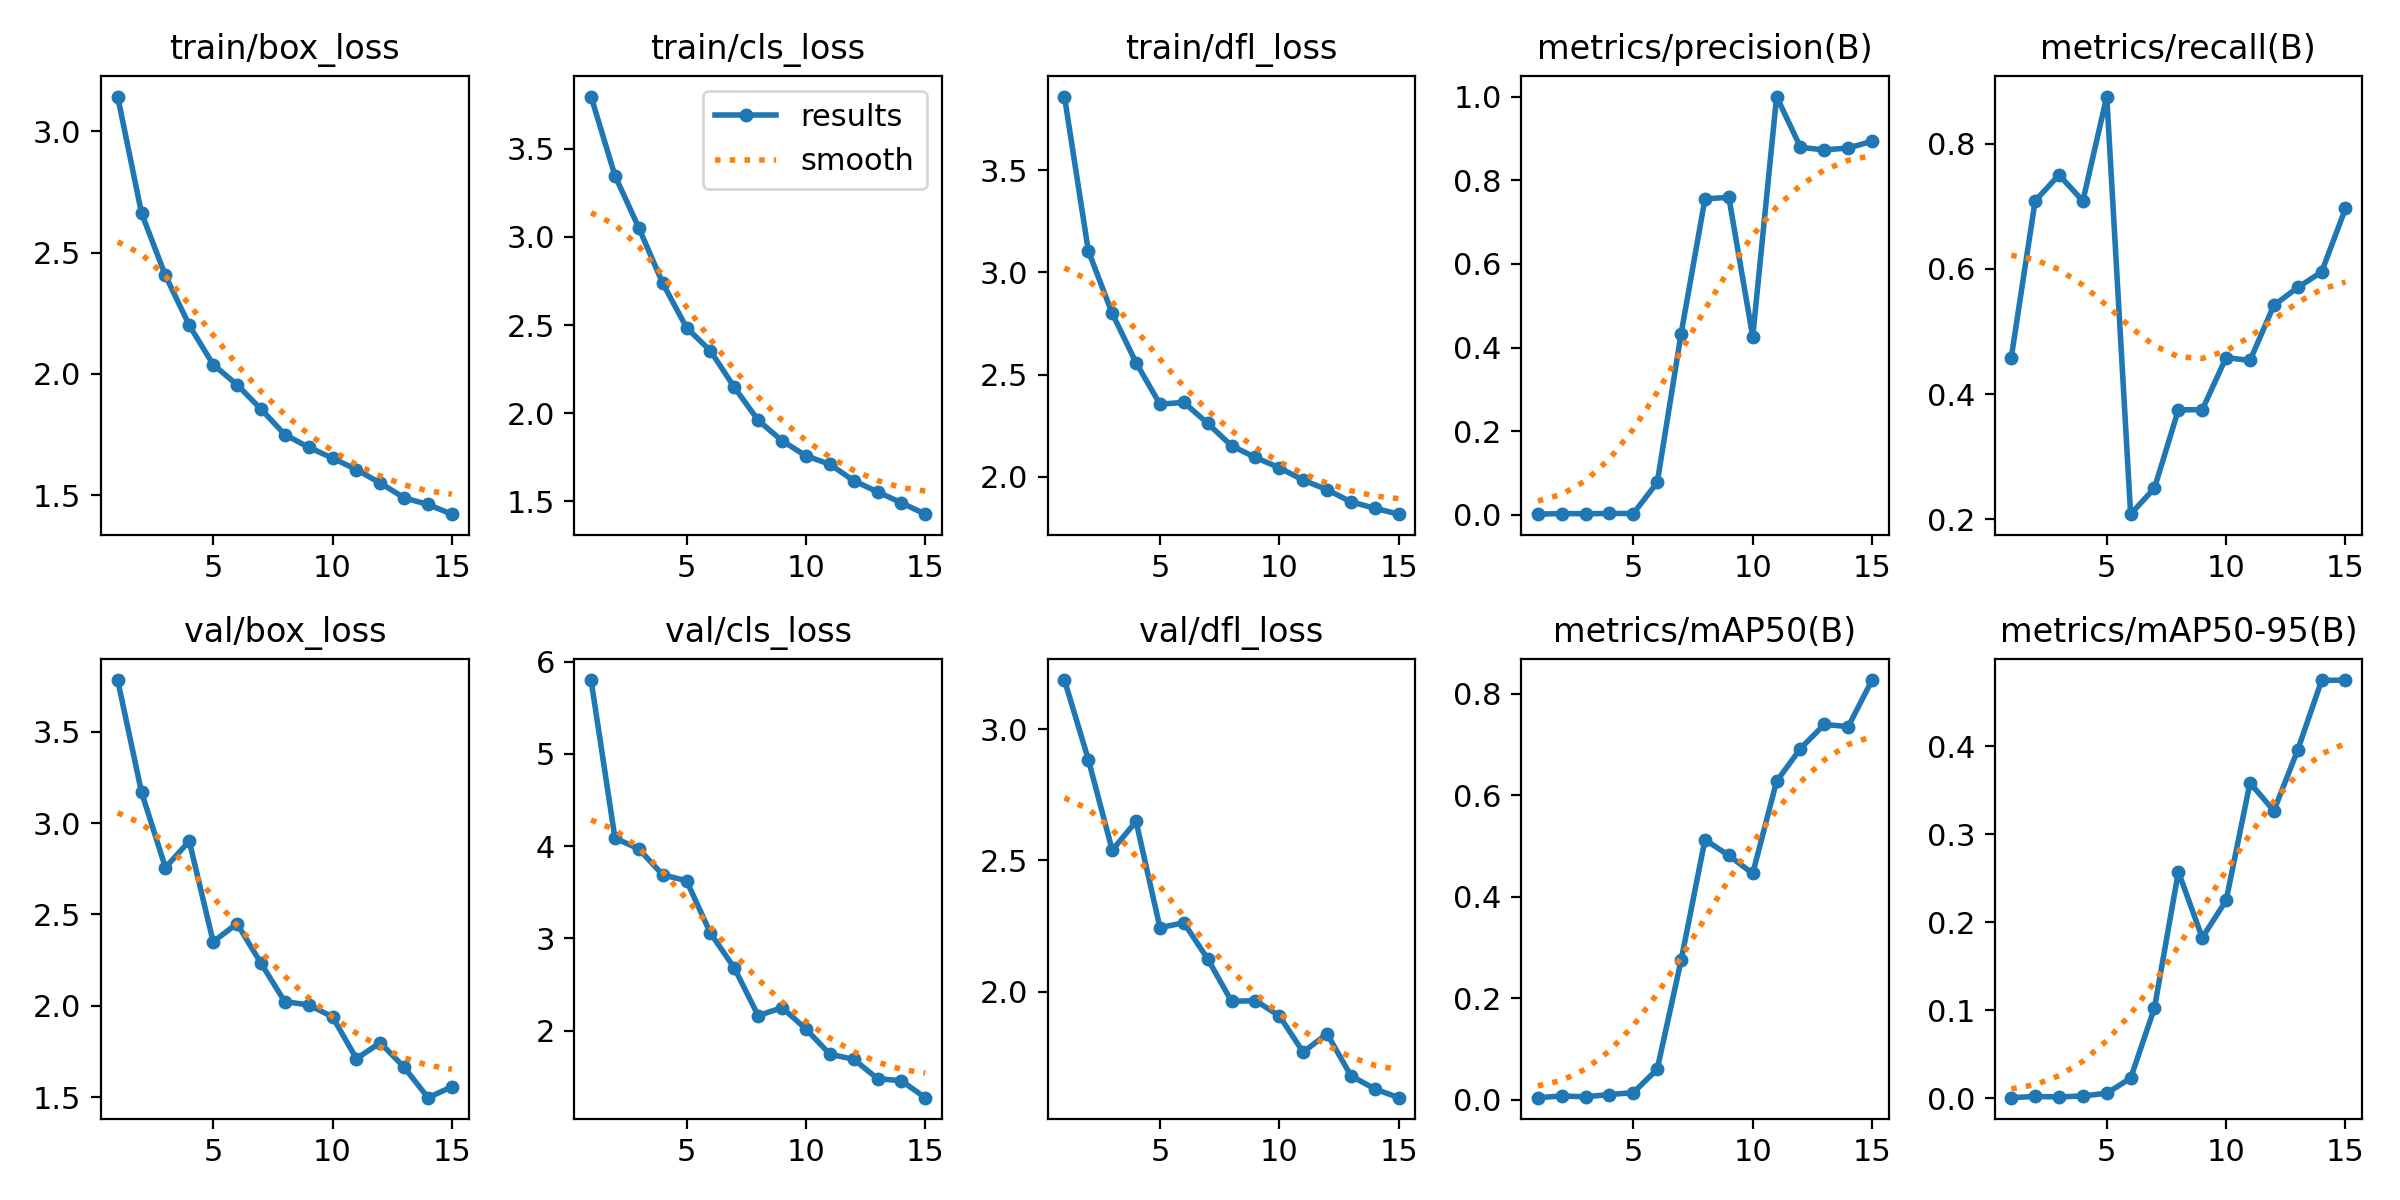 train/box_loss
3.0
2.5
2.0
1.5
5 10 15
train/cls_loss
results
smooth
3.5
3.0
2.5
2.0
1.5
5 10 15
train/dfl_loss
3.5
3.0
2.5
2.0
5 10 15
metrics/precision(B)
1.0
0.8
0.6
0.4
0.2
0.0
5 10 15
metrics/recall(B)
0.8
0.6
0.4
0.2
5 10 15
val/box_loss
3.5
3.0
2.5
2.0
1.5
5 10 15
val/cls_loss
6
5
4
3
2
5 10 15
val/dfl_loss
3.0
2.5
2.0
5 10 15
metrics/mAP50(B)
0.8
0.6
0.4
0.2
0.0
5 10 15
metrics/mAP50-95(B)
0.4
0.3
0.2
0.1
0.0
5 10 15